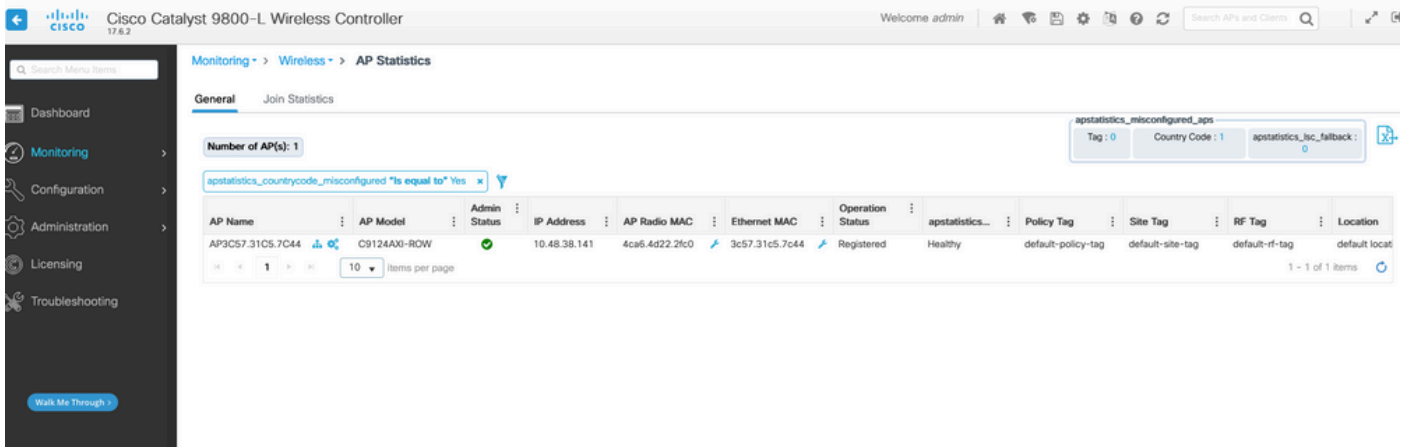 CISCO
Cisco Catalyst 9800-L Wireless Controller
17.6.2
Welcome admin
Search APs and Clients
Search Menu Items
Dashboard
Monitoring
Configuration
Administration
Licensing
Troubleshooting
Walk Me Through >
Monitoring > Wireless > AP Statistics
General Join Statistics
Number of AP(s): 1
apstatistics_misconfigured_aps
Tag : 0 Country Code : 1 apstatistics_lsc_fallback : 0
apstatistics_countrycode_misconfigured "Is equal to" Yes ×
AP Name AP Model Admin Status IP Address AP Radio MAC Ethernet MAC Operation Status apstatistics... Policy Tag Site Tag RF Tag Location
AP3C57.31C5.7C44 C9124AXI-ROW 10.48.38.141 4ca6.4d22.2fc0 3c57.31c5.7c44 Registered Healthy default-policy-tag default-site-tag default-rf-tag default locat
1 10 items per page 1 - 1 of 1 items